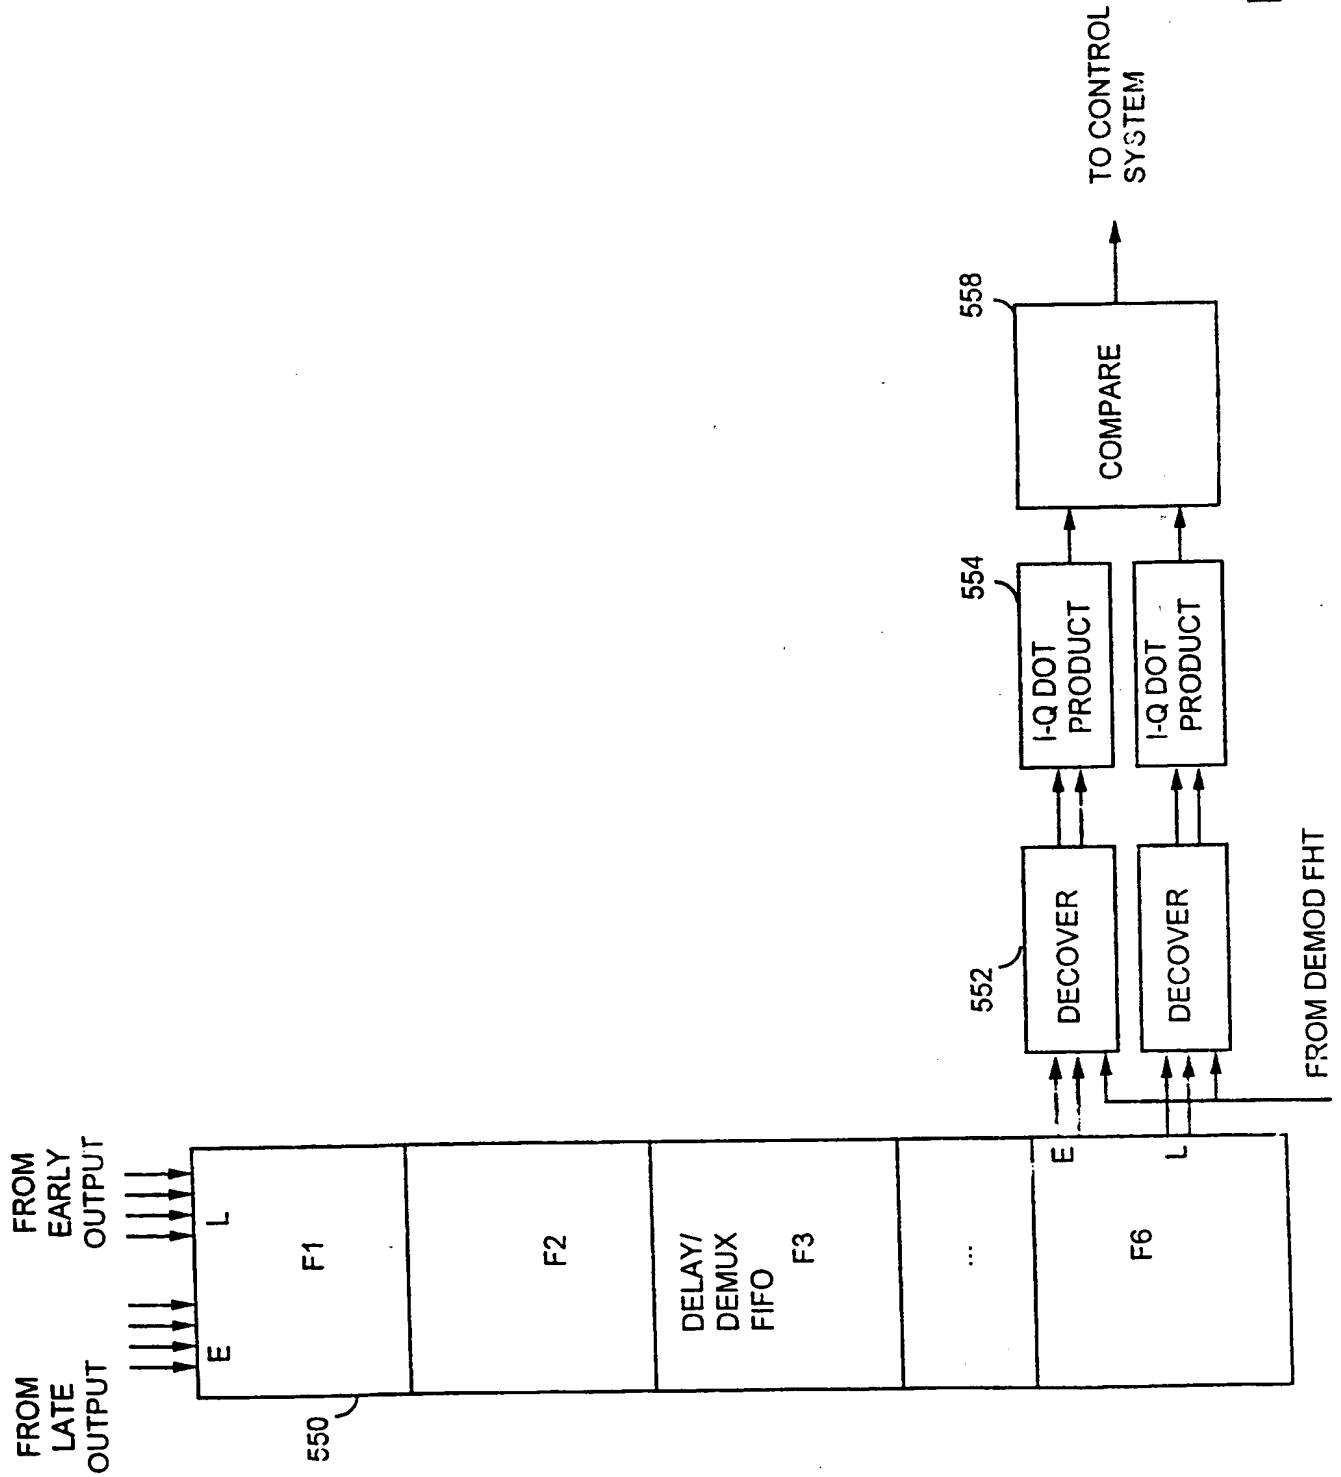 FROM
LATE
OUTPUT
FROM
EARLY
OUTPUT
E
L
550
F1
F2
DELAY/
DEMUX
FIFO
F3
...
F6
E
L
552
DECOVER
DECOVER
FROM DEMOD FHT
554
I-Q DOT
PRODUCT
I-Q DOT
PRODUCT
558
COMPARE
TO CONTROL
SYSTEM